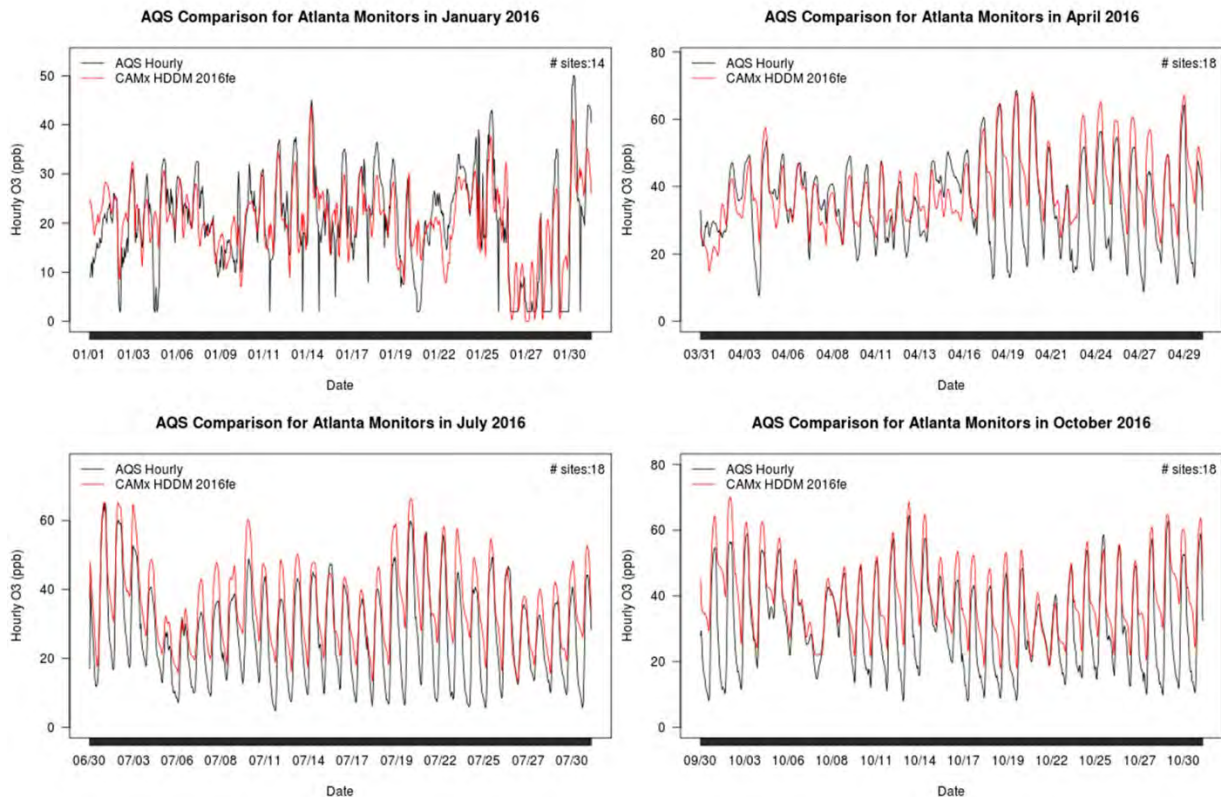 AQS Comparison for Atlanta Monitors in January 2016
AQS Hourly
CAMx HDDM 2016fe
# sites:14
Hourly O3 (ppb)
50
40
30
20
10
0
01/01 01/03 01/06 01/09 01/11 01/14 01/17 01/19 01/22 01/25 01/27 01/30
Date
AQS Comparison for Atlanta Monitors in April 2016
AQS Hourly
CAMx HDDM 2016fe
# sites:18
Hourly O3 (ppb)
80
60
40
20
0
03/31 04/03 04/06 04/08 04/11 04/13 04/16 04/19 04/21 04/24 04/27 04/29
Date
AQS Comparison for Atlanta Monitors in July 2016
AQS Hourly
CAMx HDDM 2016fe
# sites:18
Hourly O3 (ppb)
60
40
20
0
06/30 07/03 07/06 07/08 07/11 07/14 07/17 07/19 07/22 07/25 07/27 07/30
Date
AQS Comparison for Atlanta Monitors in October 2016
AQS Hourly
CAMx HDDM 2016fe
# sites:18
Hourly O3 (ppb)
80
60
40
20
0
09/30 10/03 10/06 10/08 10/11 10/14 10/17 10/19 10/22 10/25 10/27 10/30
Date